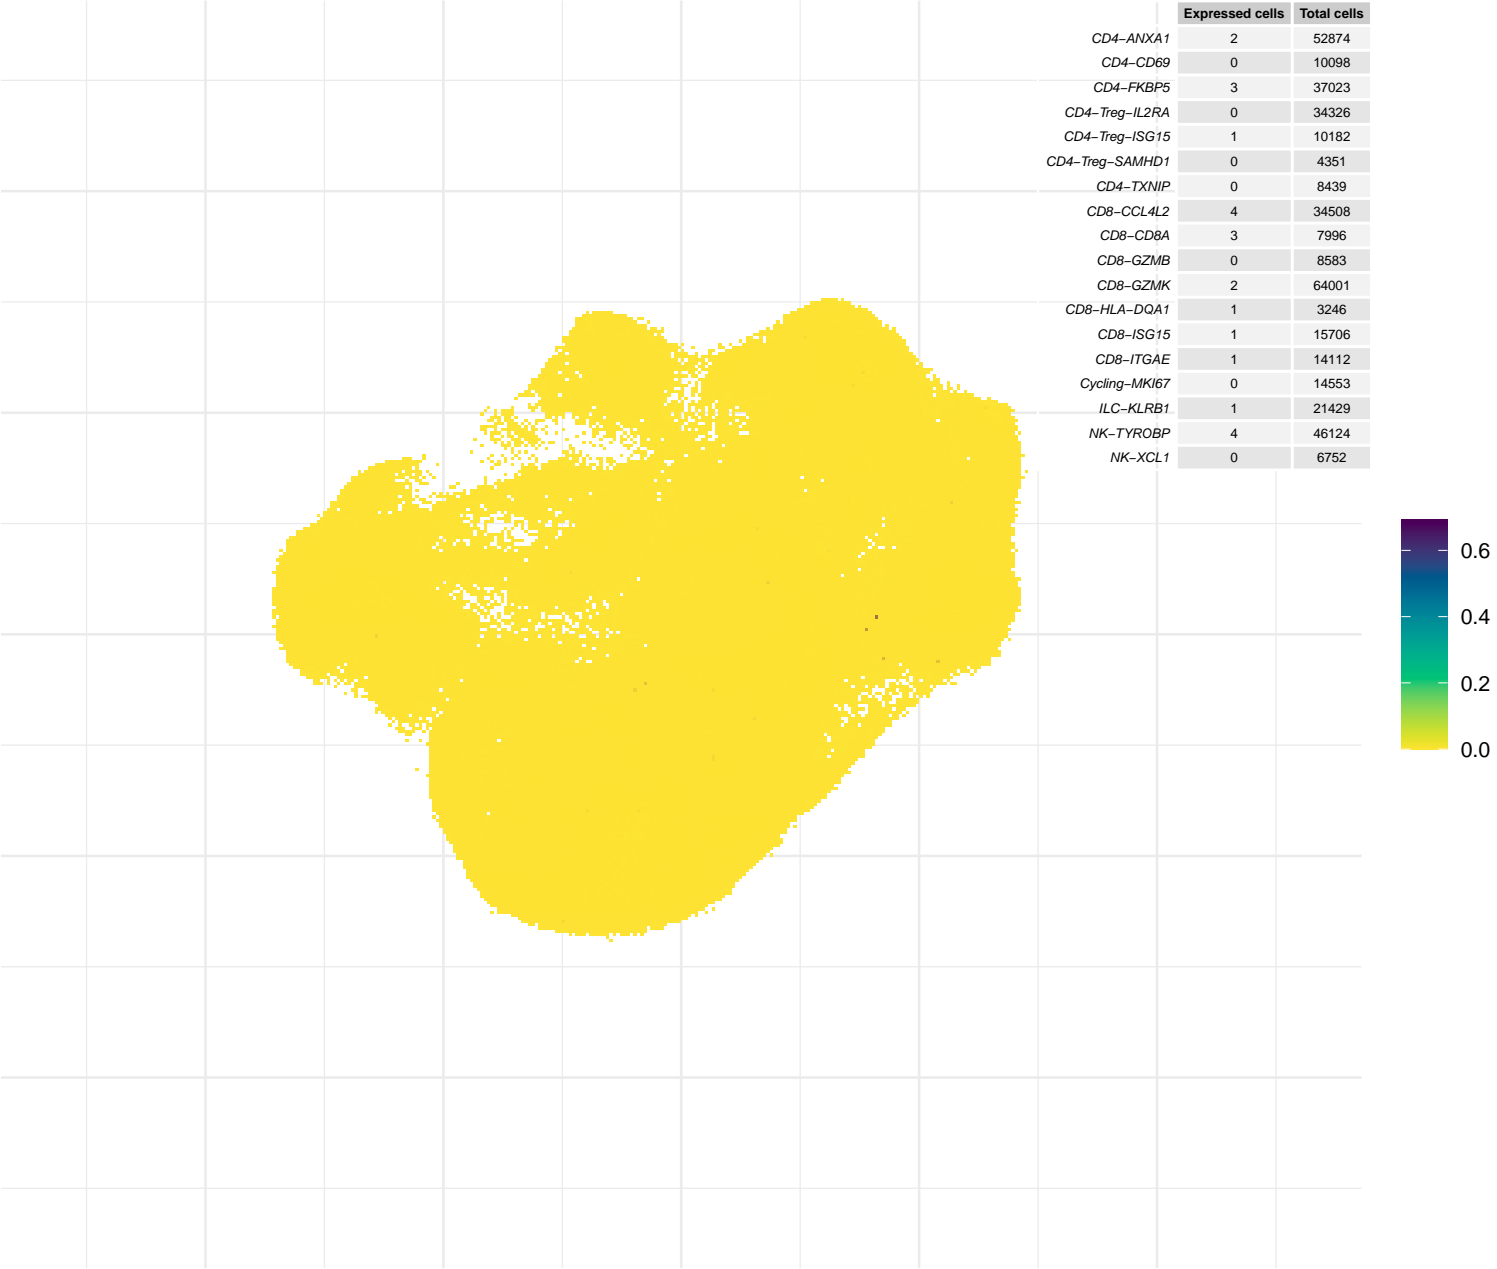 Expressed cells Total cells
CD4−ANXA1 2 52874
CD4−CD69 0 10098
CD4−FKBP5 3 37023
CD4−Treg−IL2RA 0 34326
CD4−Treg−ISG15 1 10182
CD4−Treg−SAMHD1 0 4351
CD4−TXNIP 0 8439
CD8−CCL4L2 4 34508
CD8−CD8A 3 7996
CD8−GZMB 0 8583
CD8−GZMK 2 64001
CD8−HLA−DQA1 1 3246
CD8−ISG15 1 15706
CD8−ITGAE 1 14112
Cycling−MKI67 0 14553
ILC−KLRB1 1 21429
NK−TYROBP 4 46124
NK−XCL1 0 6752
0.6
0.4
0.2
0.0